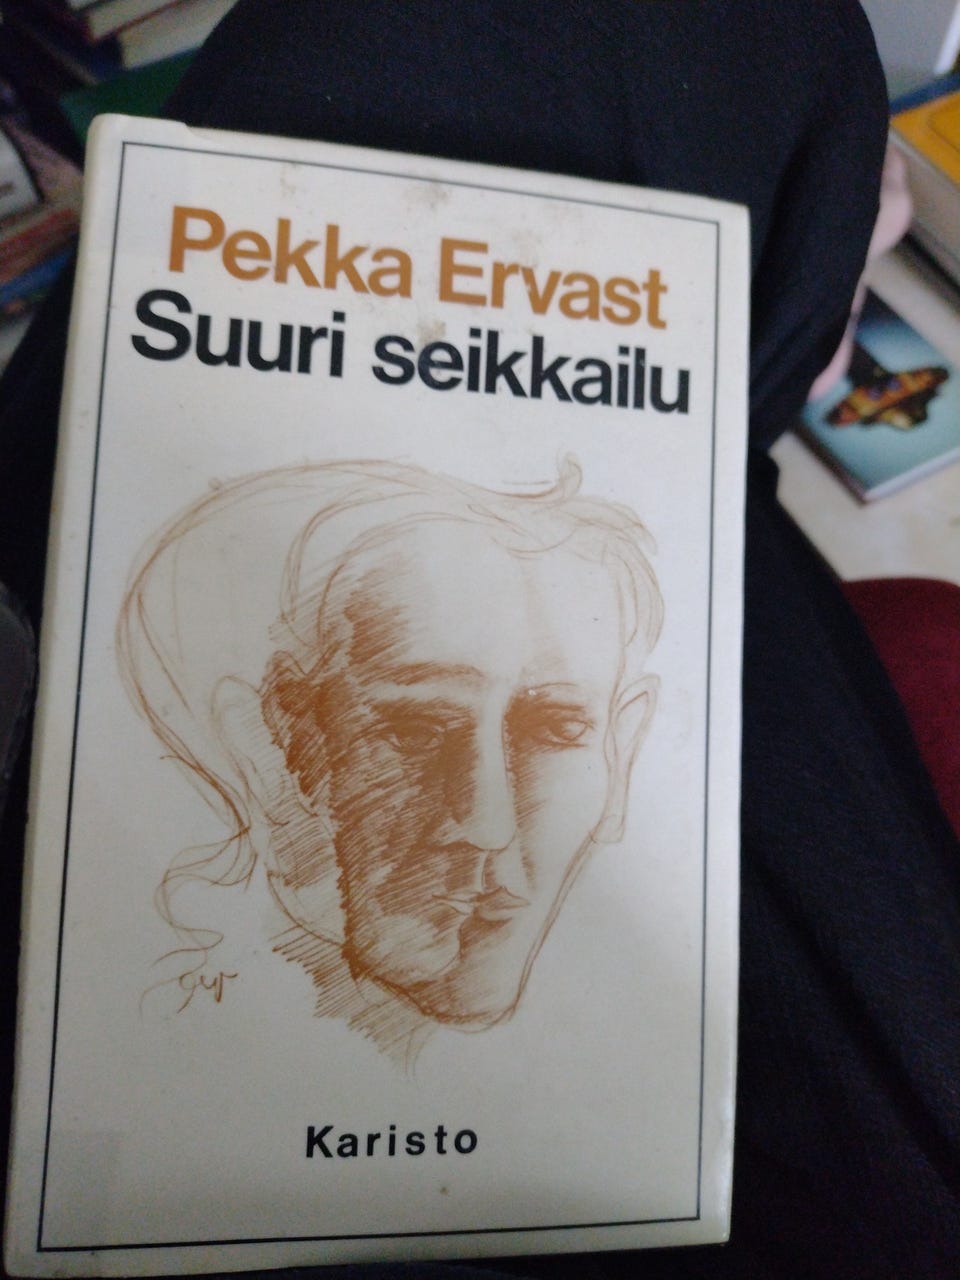 Pekka Ervast
Suuri seikkailu
Karisto